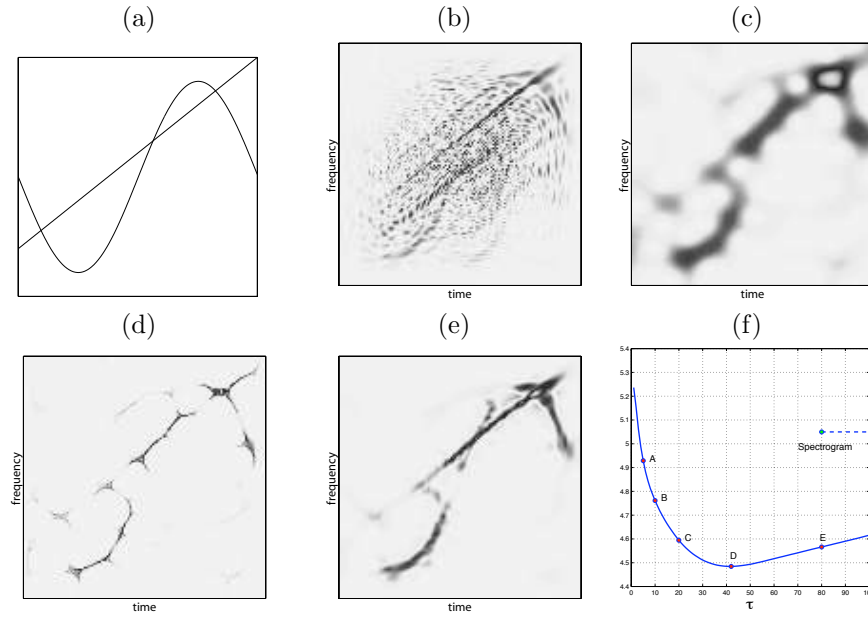 (a)
(b)
(c)
frequency
time
frequency
time
(d)
(e)
(f)
frequency
time
frequency
time
5.4
5.3
5.2
5.1
5
4.9
4.8
4.7
4.6
4.5
4.4
A
B
C
D
E
Spectrogram
0 10 20 30 40 50 60 70 80 90 100
τ